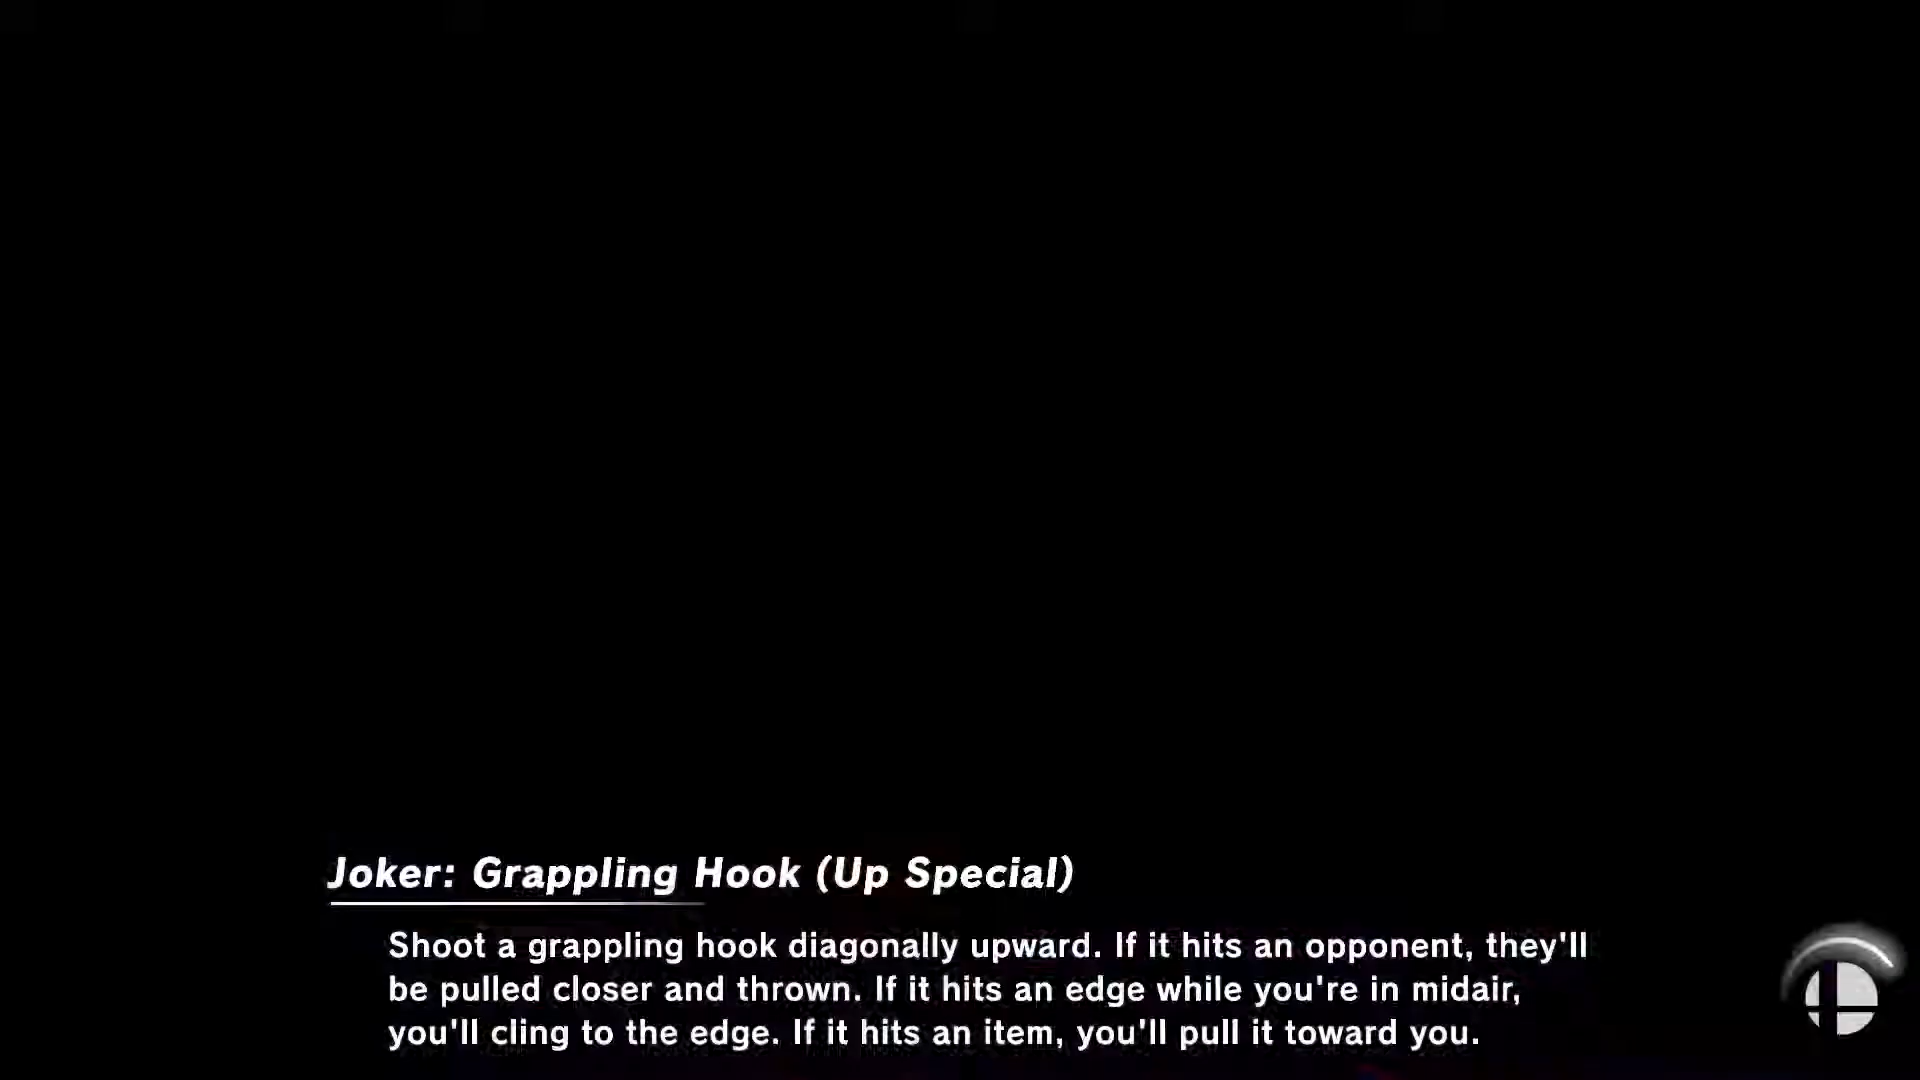 Joker: Grappling Hook (Up Special)
Shoot a grappling hook diagonally upward. If it hits an opponent, they'll
be pulled closer and thrown. If it hits an edge while you're in midair,
you'll cling to the edge. If it hits an item, you'll pull it toward you.